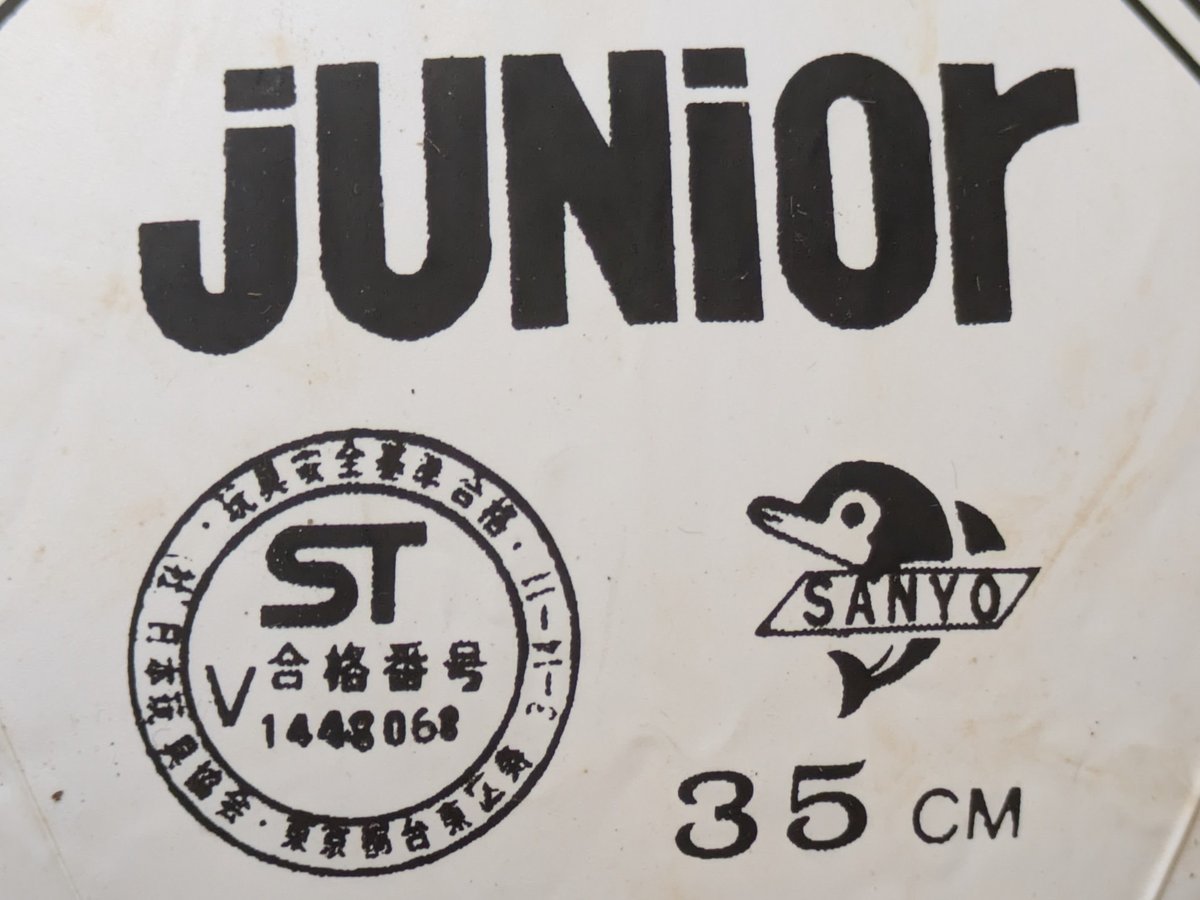 jUNior
玩具安全基準合格
ST
合格番号
V
1448068
日本玩具協会
東京都台東区
SANYO
35 CM